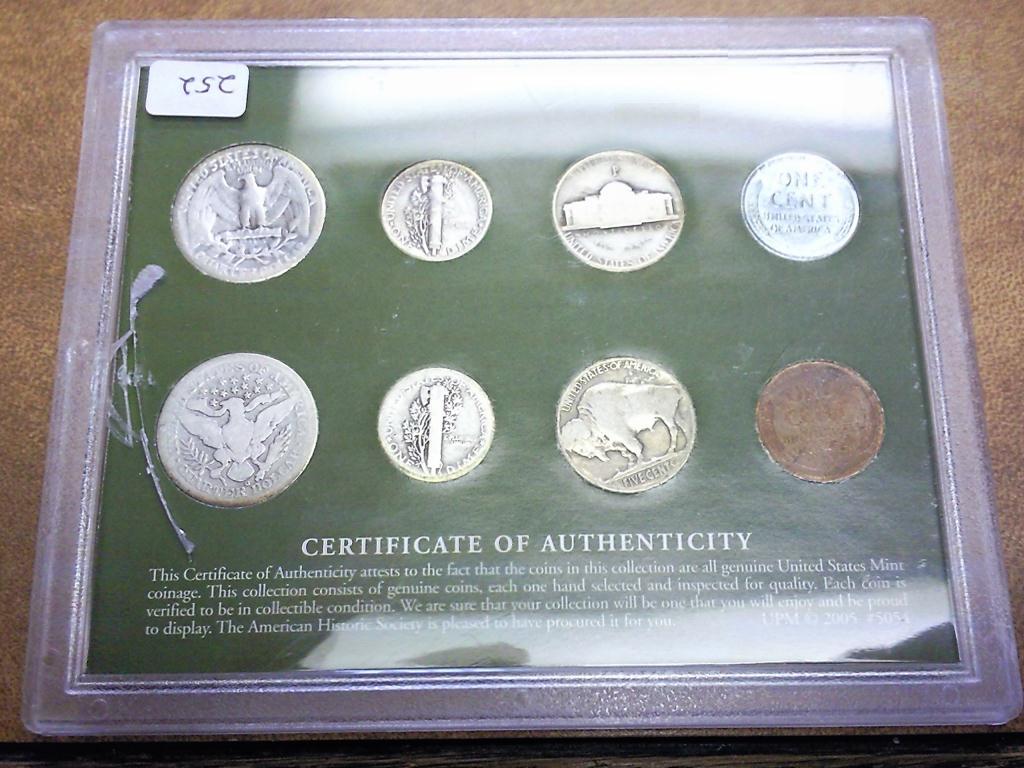 252
UNITED STATES OF AMERICA
ONE
CENT
UNITED STATES
OF AMERICA
P
UNITED STATES OF AMERICA
DIME
UNITED STATES OF AMERICA
FIVE CENTS
QUARTER DOLLAR
DIME
CERTIFICATE OF AUTHENTICITY
This Certificate of Authenticity attests to the fact that the coins in this collection are all genuine United States Mint
coinage. This collection consists of genuine coins, each one hand selected and inspected for quality. Each coin is
verified to be in collectible condition. We are sure that your collection will be one that you will enjoy and be proud
to display. The American Historic Society is pleased to have procured it for you.
UPM © 2005 #5054